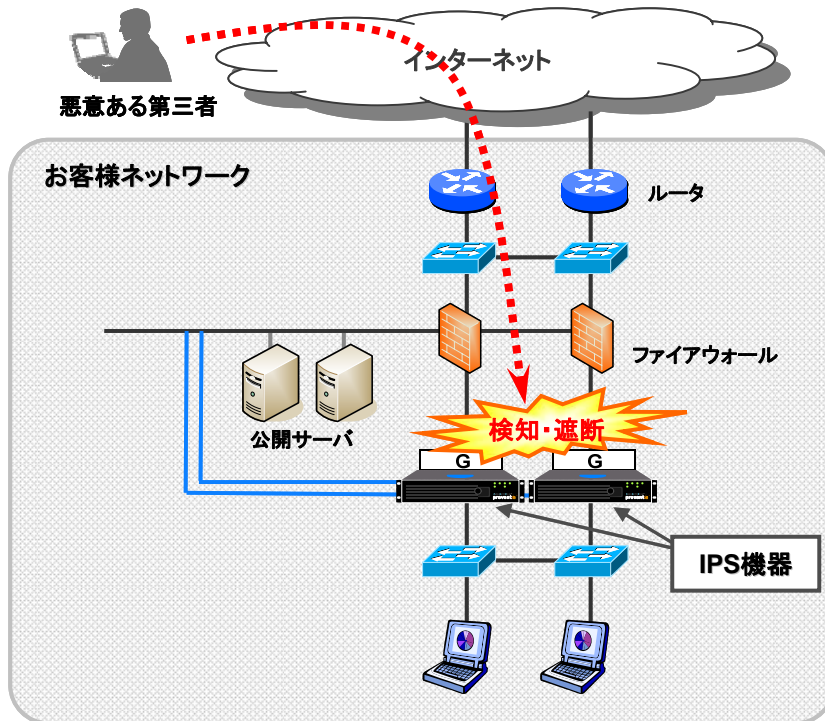 インターネット
悪意ある第三者
お客様ネットワーク
ルータ
ファイアウォール
検知・遮断
公開サーバ
G
G
prevent
prevent
IPS機器